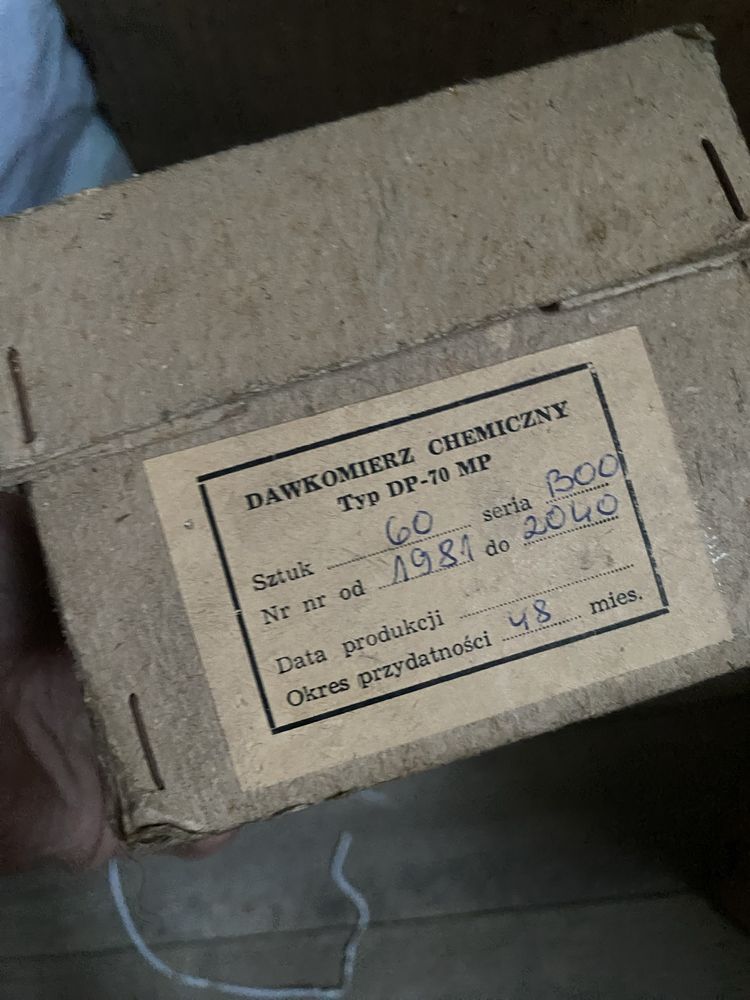 DAWKOMIERZ CHEMICZNY
Typ DP-70 MP
Sztuk 60 seria BOO
Nr nr od 1981 do 2040
Data produkcji
Okres przydatności 48 mies.